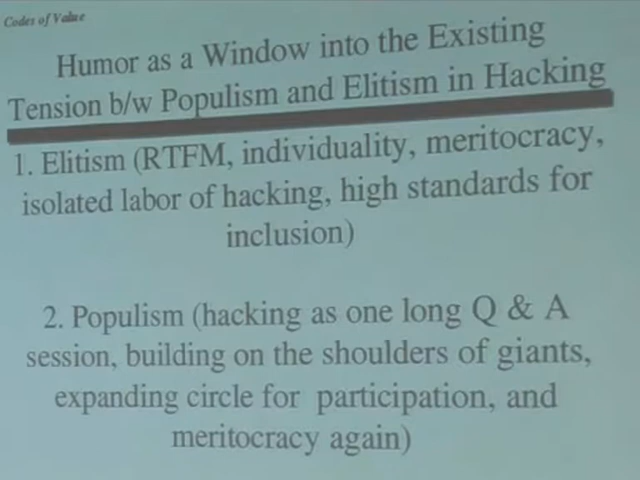 Codes of Value
Humor as a Window into the Existing
Tension b/w Populism and Elitism in Hacking
1. Elitism (RTFM, individuality, meritocracy,
isolated labor of hacking, high standards for
inclusion)
2. Populism (hacking as one long Q & A
session, building on the shoulders of giants,
expanding circle for participation, and
meritocracy again)